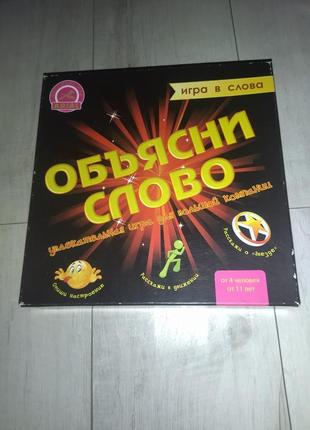 игра в слова
ОБЪЯСНИ
СЛОВО
увлекательная игра для большой компании
Опиши настроение
Расскажи в движении
Расскажи о «звезде»
от 4 человек
от 11 лет